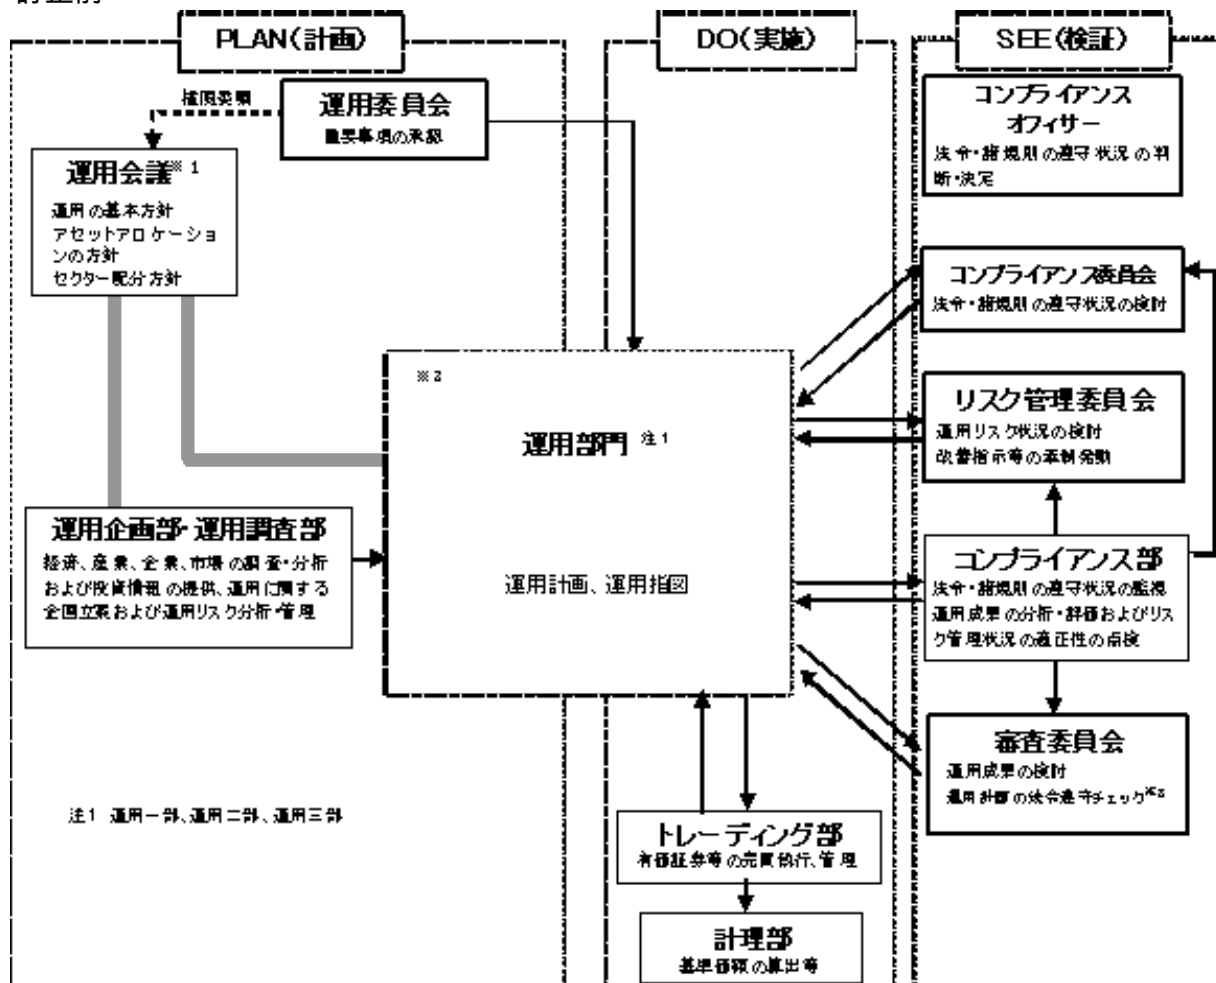 訂正前
PLAN(計画)
DO(実施)
SEE(検証)
権限委譲
運用委員会
重要事項の承認
運用会議※1
運用の基本方針
アセットアロケーショ
ンの方針
セクター配分方針
コンプライアンス
オフィサー
法令・諸規則の遵守状況の判
断・決定
コンプライアンス委員会
法令・諸規則の遵守状況の検討
※2
運用部門 注1
運用計画、運用指図
リスク管理委員会
運用リスク状況の検討
改善指示等の牽制発動
運用企画部・運用調査部
経済、産業、企業、市場の調査・分析
および投資情報の提供、運用に関する
企画立案および運用リスク分析・管理
コンプライアンス部
法令・諸規則の遵守状況の監視
運用成果の分析・評価およびリス
ク管理状況の適正性の点検
審査委員会
運用成果の検討
運用計画の法令遵守チェック※2
注1 運用一部、運用二部、運用三部
トレーディング部
有価証券等の売買執行、管理
計理部
基準価額の算出等